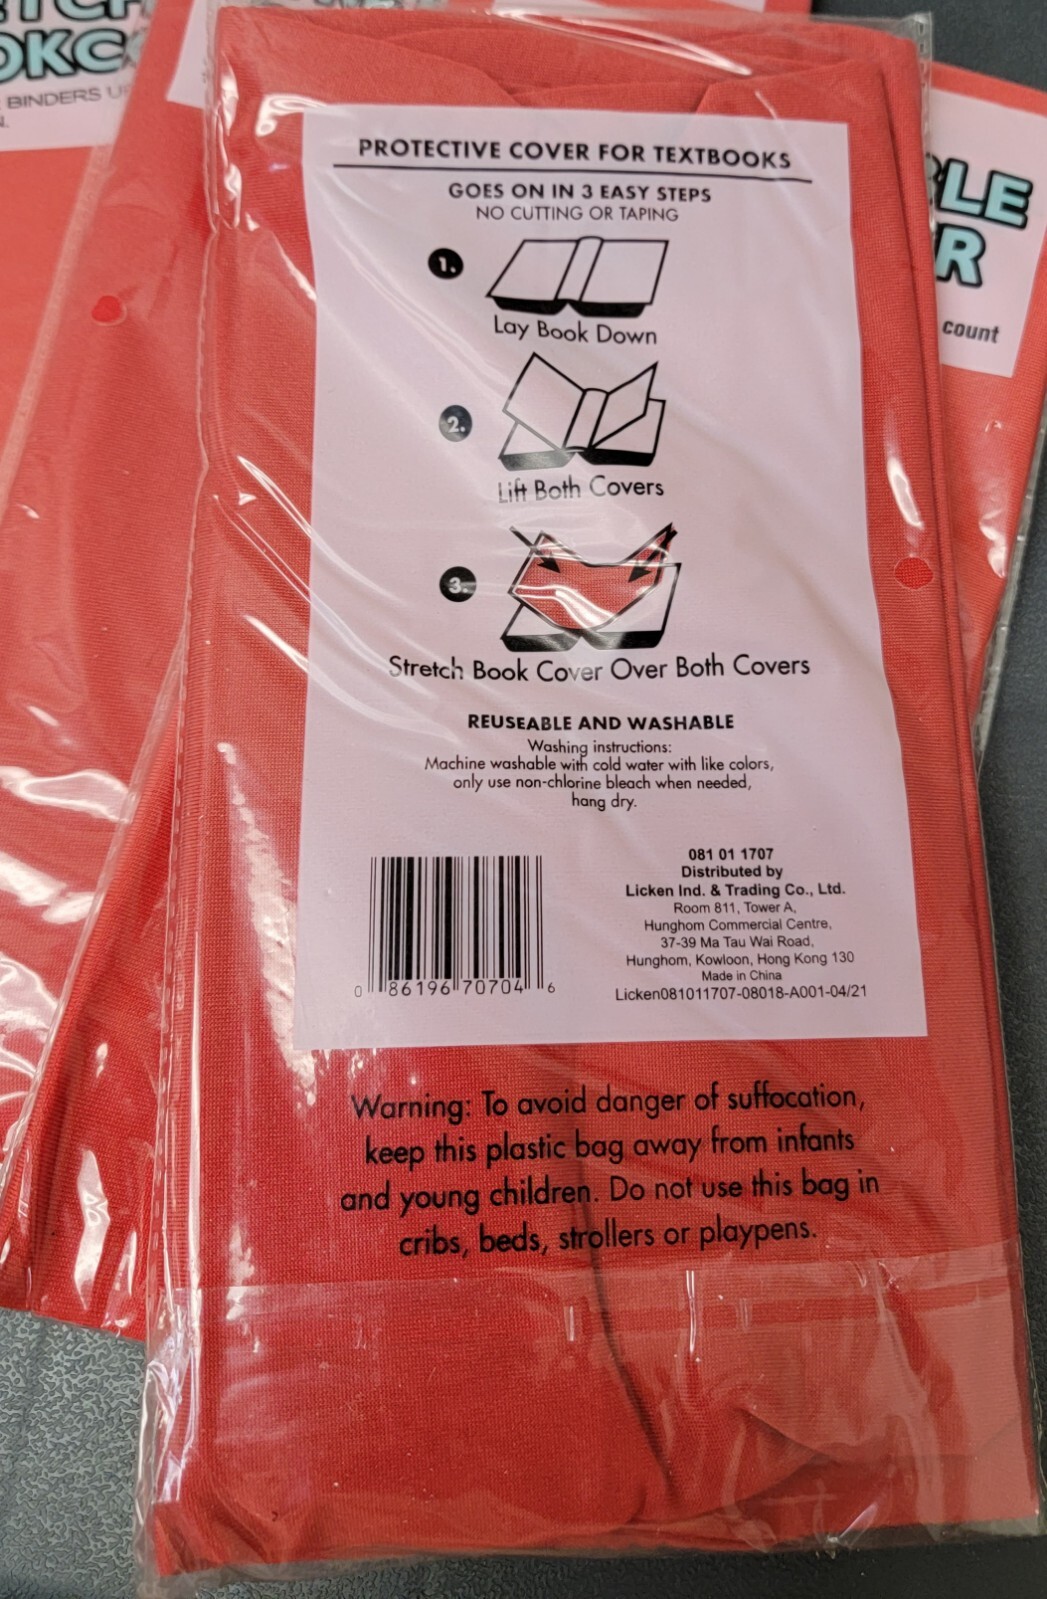 BINDERS
PROTECTIVE COVER FOR TEXTBOOKS
GOES ON IN 3 EASY STEPS
NO CUTTING OR TAPING
1.
Lay Book Down
2.
Lift Both Covers
3.
Stretch Book Cover Over Both Covers
REUSEABLE AND WASHABLE
Washing instructions:
Machine washable with cold water with like colors,
only use non-chlorine bleach when needed,
hang dry.
0 86196 70704 6
081 01 1707
Distributed by
Licken Ind. & Trading Co., Ltd.
Room 811, Tower A,
Hunghom Commercial Centre,
37-39 Ma Tau Wai Road,
Hunghom, Kowloon, Hong Kong 130
Made in China
Licken081011707-08018-A001-04/21
Warning: To avoid danger of suffocation,
keep this plastic bag away from infants
and young children. Do not use this bag in
cribs, beds, strollers or playpens.
count